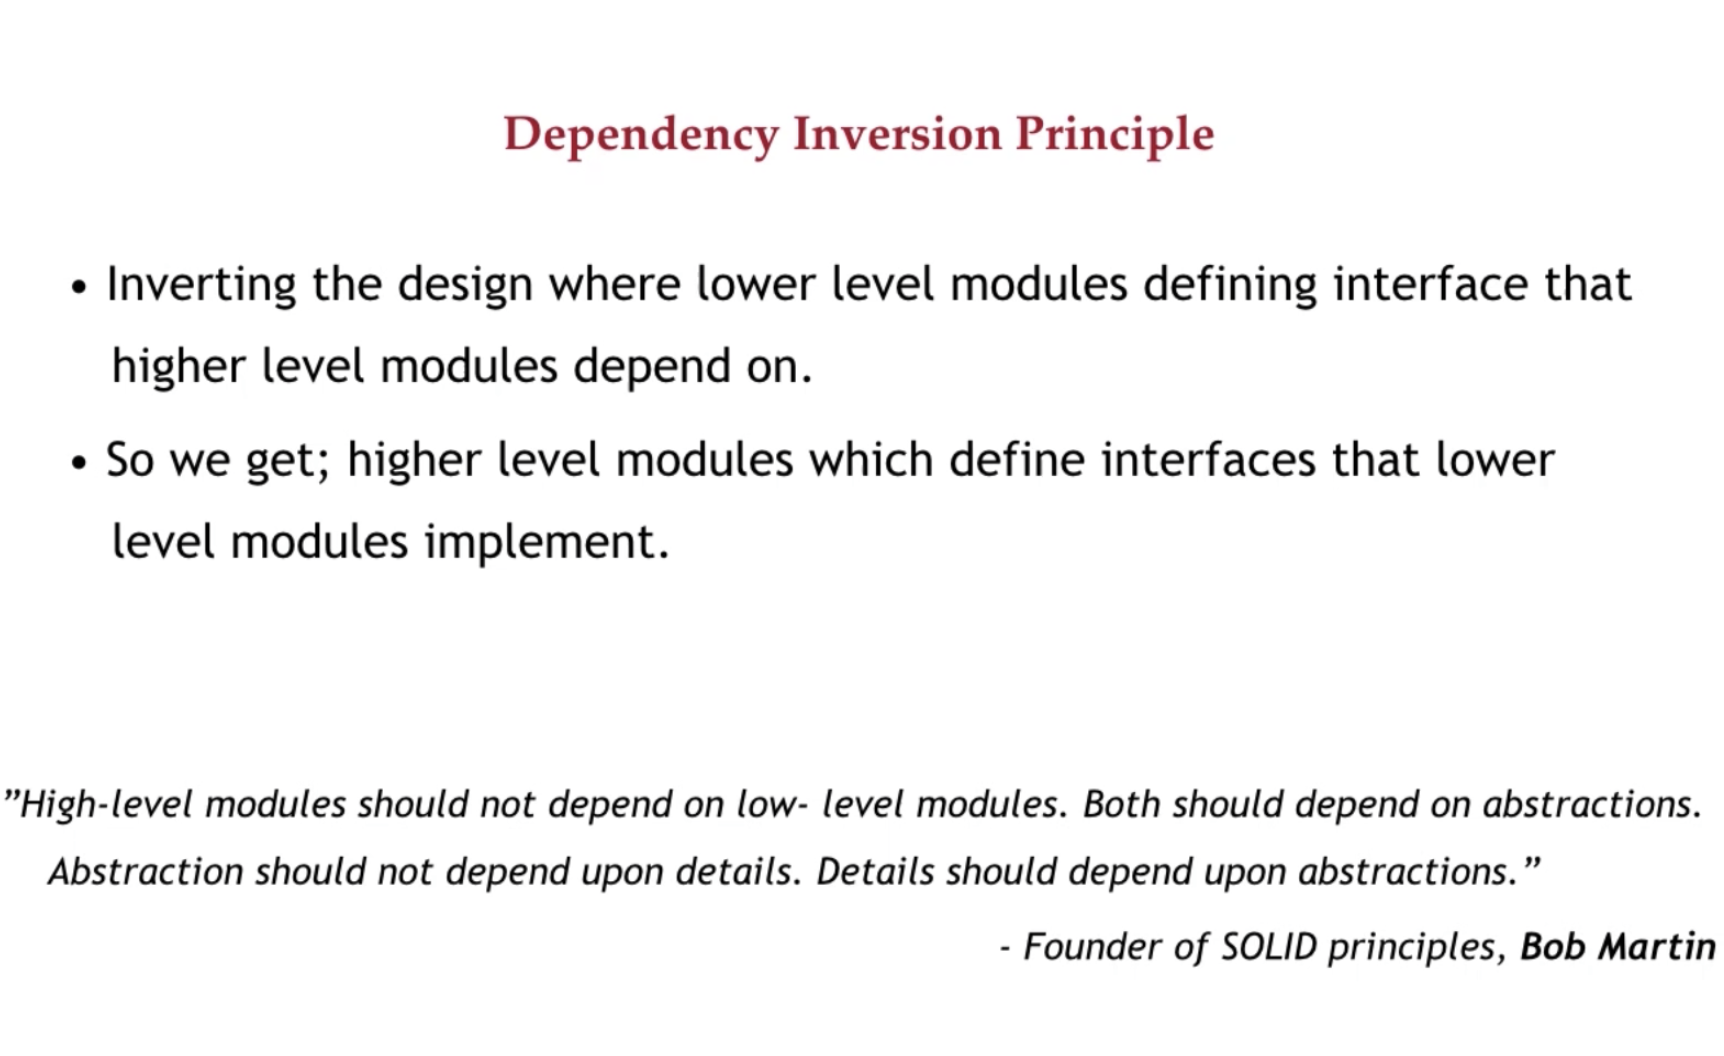 Dependency Inversion Principle
• Inverting the design where lower level modules defining interface that
higher level modules depend on.
• So we get; higher level modules which define interfaces that lower
level modules implement.
”High-level modules should not depend on low- level modules. Both should depend on abstractions.
Abstraction should not depend upon details. Details should depend upon abstractions.”
- Founder of SOLID principles, Bob Martin